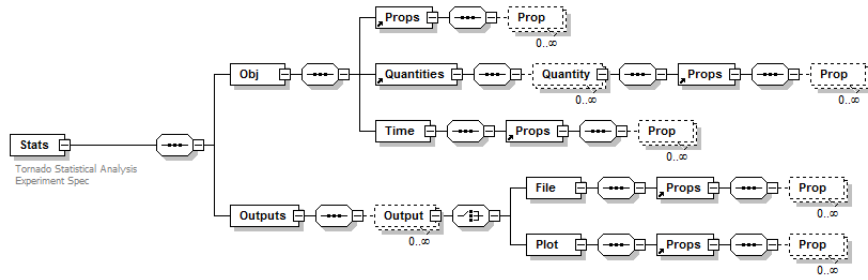 Props
Prop
0..∞
Obj
Quantities
Quantity
Props
Prop
0..∞
0..∞
Time
Props
Prop
0..∞
Stats
Tornado Statistical Analysis
Experiment Spec
File
Props
Prop
0..∞
Outputs
Output
0..∞
Plot
Props
Prop
0..∞